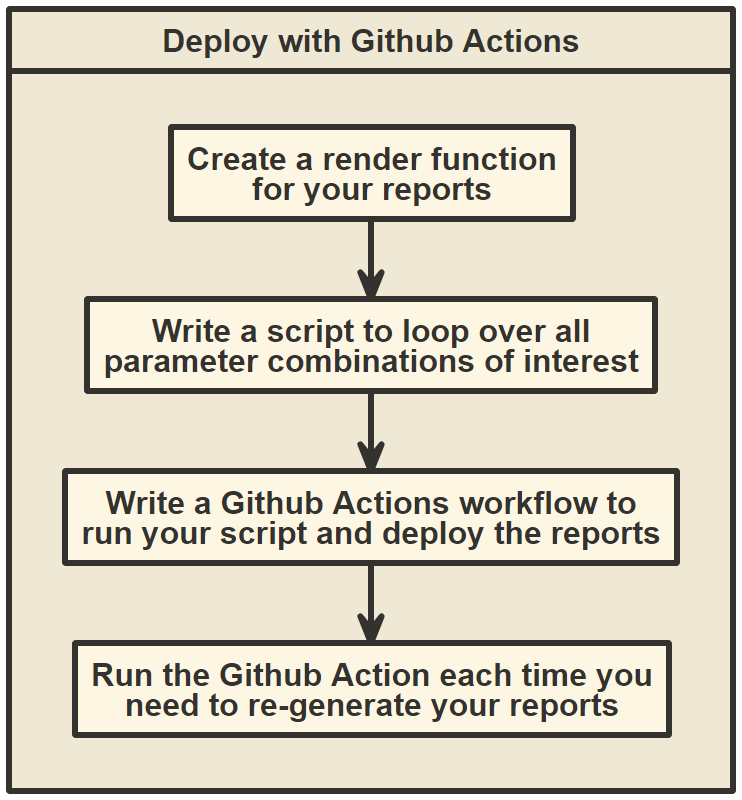 Deploy with Github Actions
Create a render function
for your reports
Write a script to loop over all
parameter combinations of interest
Write a Github Actions workflow to
run your script and deploy the reports
Run the Github Action each time you
need to re-generate your reports